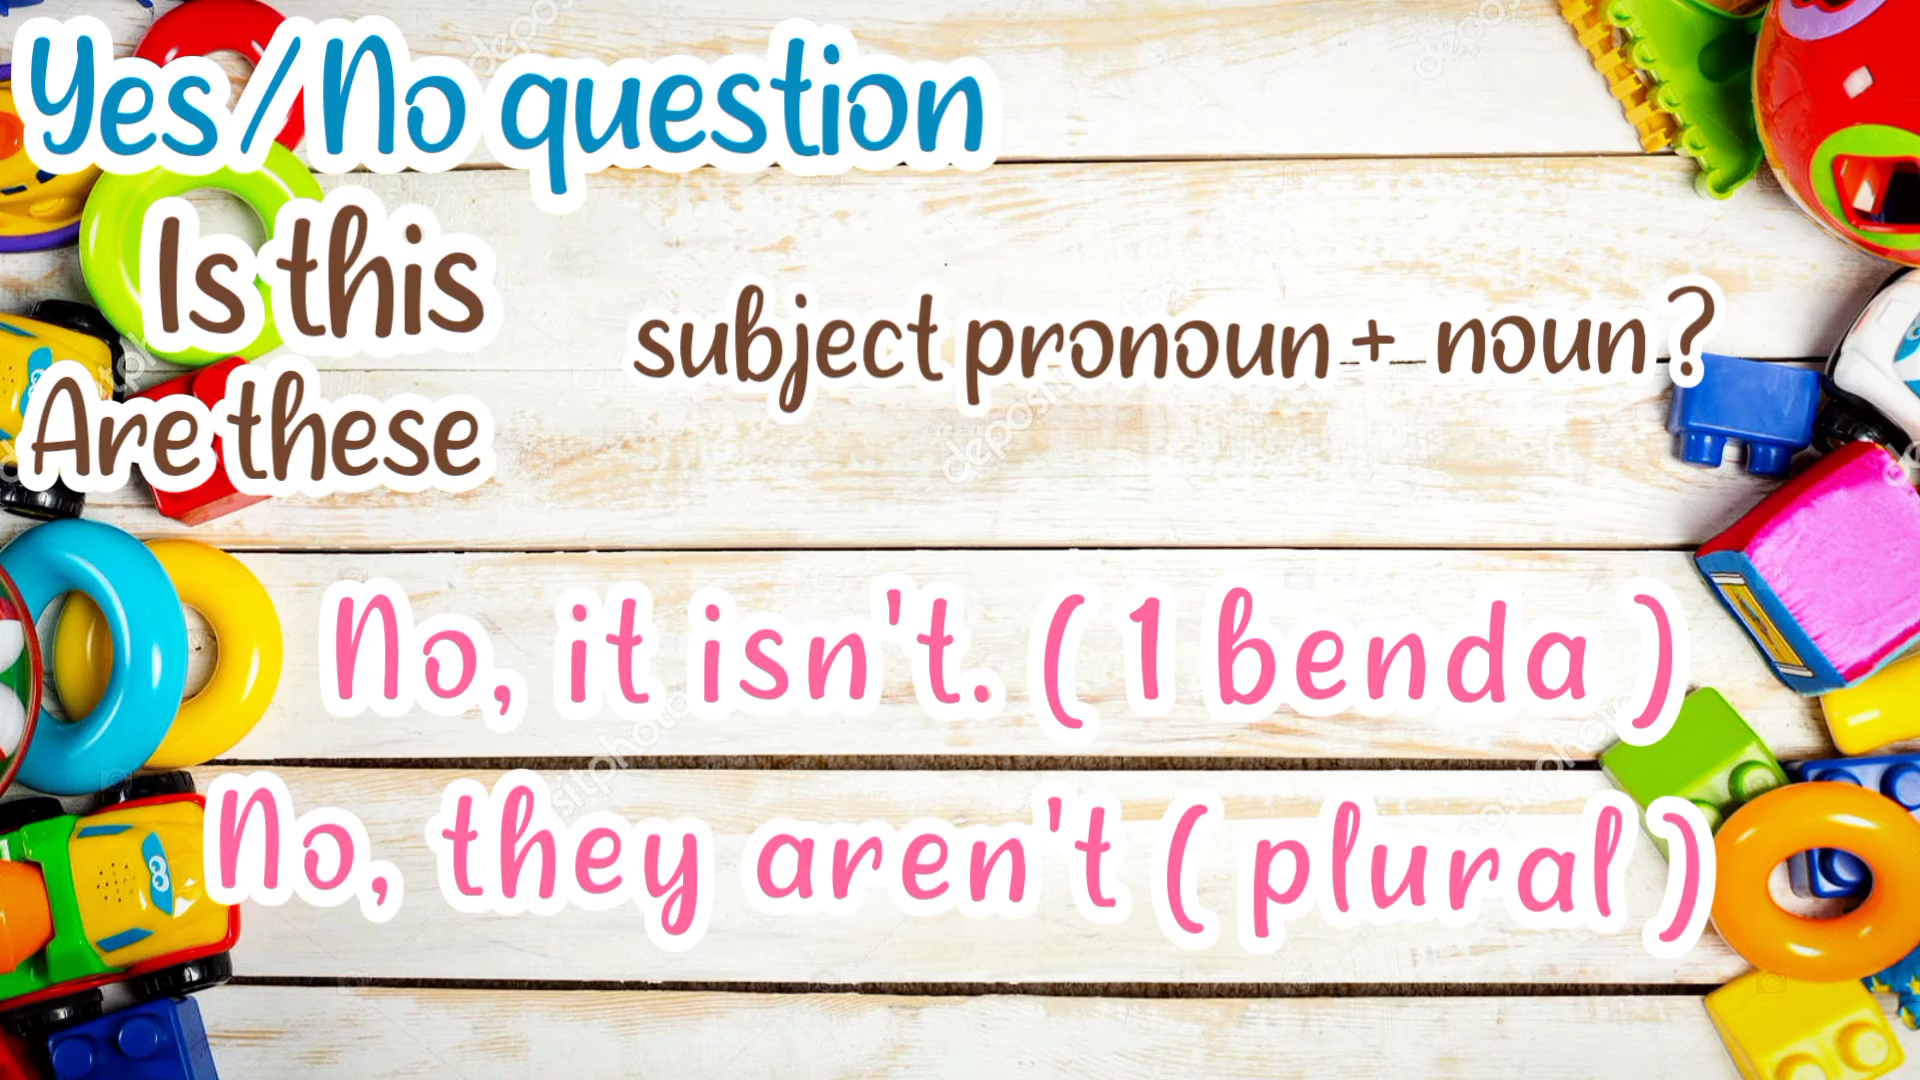 Yes/No question
Is this
subject pronoun + noun ?
Are these
No, it isn't. ( 1 benda )
No, they aren't ( plural )